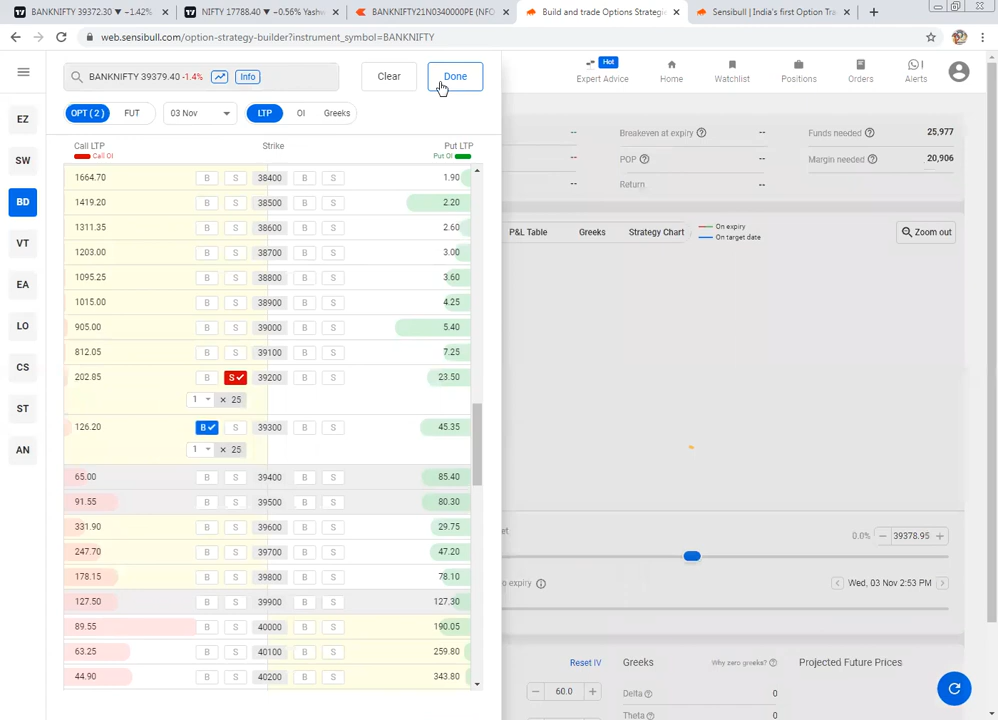 BANKNIFTY 39372.30 ▼ −1.42% ×
NIFTY 17788.40 ▼ −0.56% Yashw ×
BANKNIFTY21N0340000PE (NFO ×
Build and trade Options Strategie ×
Sensibull | India's first Option Tra ×
web.sensibull.com/option-strategy-builder?instrument_symbol=BANKNIFTY
BANKNIFTY 39379.40 -1.4% Info
Clear
Done
OPT ( 2 ) FUT
03 Nov
LTP OI Greeks
Call LTP Strike Put LTP
Call OI Put OI
1664.70 B S 38400 B S 1.90
1419.20 B S 38500 B S 2.20
1311.35 B S 38600 B S 2.60
1203.00 B S 38700 B S 3.00
1095.25 B S 38800 B S 3.60
1015.00 B S 38900 B S 4.25
905.00 B S 39000 B S 5.40
812.05 B S 39100 B S 7.25
202.85 B S 39200 B S 23.50
1 × 25
126.20 B S 39300 B S 45.35
1 × 25
65.00 B S 39400 B S 85.40
91.55 B S 39500 B S 80.30
331.90 B S 39600 B S 29.75
247.70 B S 39700 B S 47.20
178.15 B S 39800 B S 78.10
127.50 B S 39900 B S 127.30
89.55 B S 40000 B S 190.05
63.25 B S 40100 B S 259.80
44.90 B S 40200 B S 343.80
EZ
SW
BD
VT
EA
LO
CS
ST
AN
Hot
Expert Advice
Home
Watchlist
Positions
Orders
Alerts
-- Breakeven at expiry -- Funds needed 25,977
-- POP -- Margin needed 20,906
-- Return --
P&L Table Greeks Strategy Chart
On expiry
On target date
Zoom out
et 0.0% − 39378.95 +
o expiry Wed, 03 Nov 2:53 PM
Reset IV Greeks Why zero greeks? Projected Future Prices
− 60.0 +
Delta 0
Theta 0